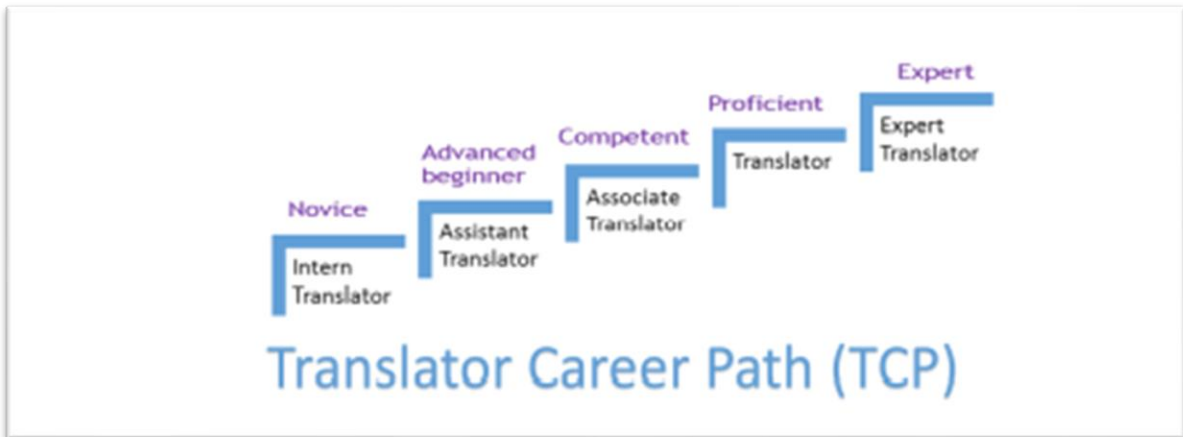 Novice
Intern
Translator
Advanced
beginner
Assistant
Translator
Competent
Associate
Translator
Proficient
Translator
Expert
Expert
Translator
Translator Career Path (TCP)